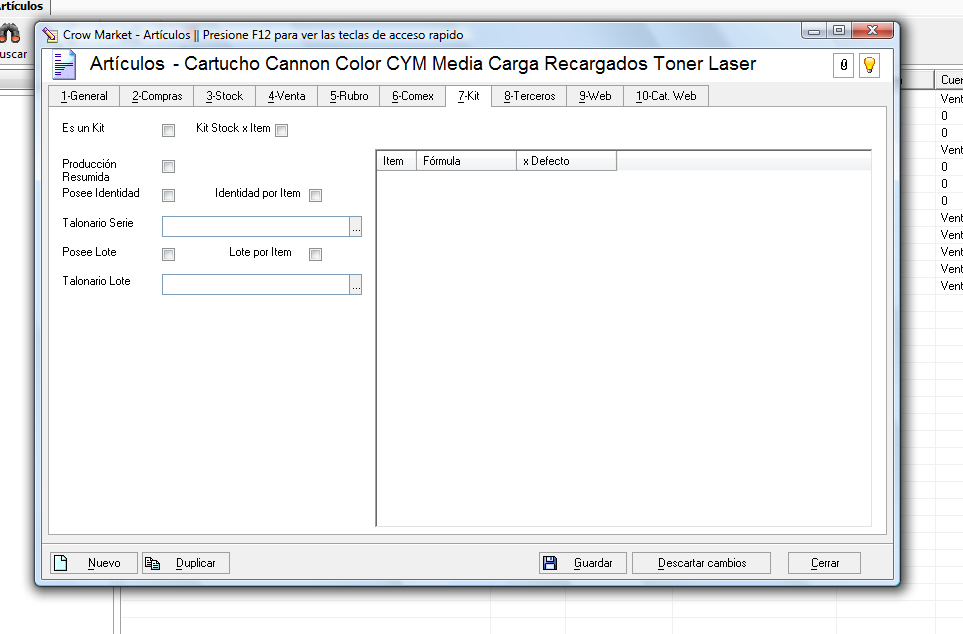 Artículos
uscar
Crow Market - Artículos || Presione F12 para ver las teclas de acceso rapido
Artículos - Cartucho Cannon Color CYM Media Carga Recargados Toner Laser
1-General 2-Compras 3-Stock 4-Venta 5-Rubro 6-Comex 7-Kit 8-Terceros 9-Web 10-Cat. Web
Es un Kit Kit Stock x Item
Producción
Resumida
Posee Identidad Identidad por Item
Talonario Serie ...
Posee Lote Lote por Item
Talonario Lote ...
Item Fórmula x Defecto
Nuevo Duplicar Guardar Descartar cambios Cerrar
Cuer
Vent
0
0
Vent
0
0
0
Vent
Vent
Vent
Vent
Vent